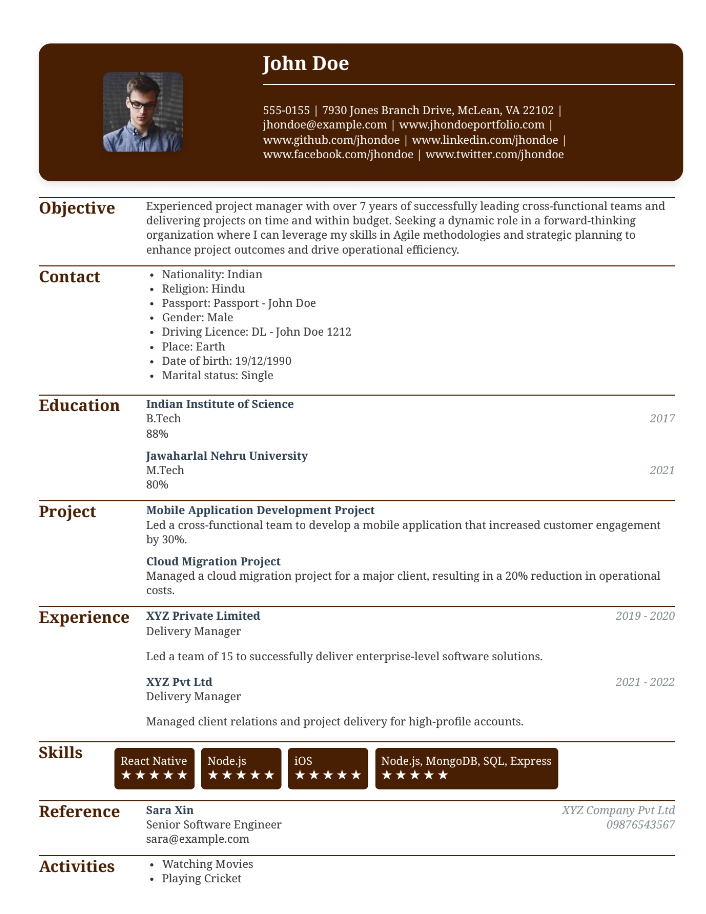 John Doe
555-0155 | 7930 Jones Branch Drive, McLean, VA 22102 |
jhondoe@example.com | www.jhondoeportfolio.com |
www.github.com/jhondoe | www.linkedin.com/jhondoe |
www.facebook.com/jhondoe | www.twitter.com/jhondoe
Objective
Experienced project manager with over 7 years of successfully leading cross-functional teams and
delivering projects on time and within budget. Seeking a dynamic role in a forward-thinking
organization where I can leverage my skills in Agile methodologies and strategic planning to
enhance project outcomes and drive operational efficiency.
Contact
• Nationality: Indian
• Religion: Hindu
• Passport: Passport - John Doe
• Gender: Male
• Driving Licence: DL - John Doe 1212
• Place: Earth
• Date of birth: 19/12/1990
• Marital status: Single
Education
Indian Institute of Science
B.Tech 2017
88%
Jawaharlal Nehru University
M.Tech 2021
80%
Project
Mobile Application Development Project
Led a cross-functional team to develop a mobile application that increased customer engagement
by 30%.
Cloud Migration Project
Managed a cloud migration project for a major client, resulting in a 20% reduction in operational
costs.
Experience
XYZ Private Limited 2019 - 2020
Delivery Manager
Led a team of 15 to successfully deliver enterprise-level software solutions.
XYZ Pvt Ltd 2021 - 2022
Delivery Manager
Managed client relations and project delivery for high-profile accounts.
Skills
React Native Node.js iOS Node.js, MongoDB, SQL, Express
★★★★★ ★★★★★ ★★★★★ ★★★★★
Reference
Sara Xin XYZ Company Pvt Ltd
Senior Software Engineer 09876543567
sara@example.com
Activities
• Watching Movies
• Playing Cricket